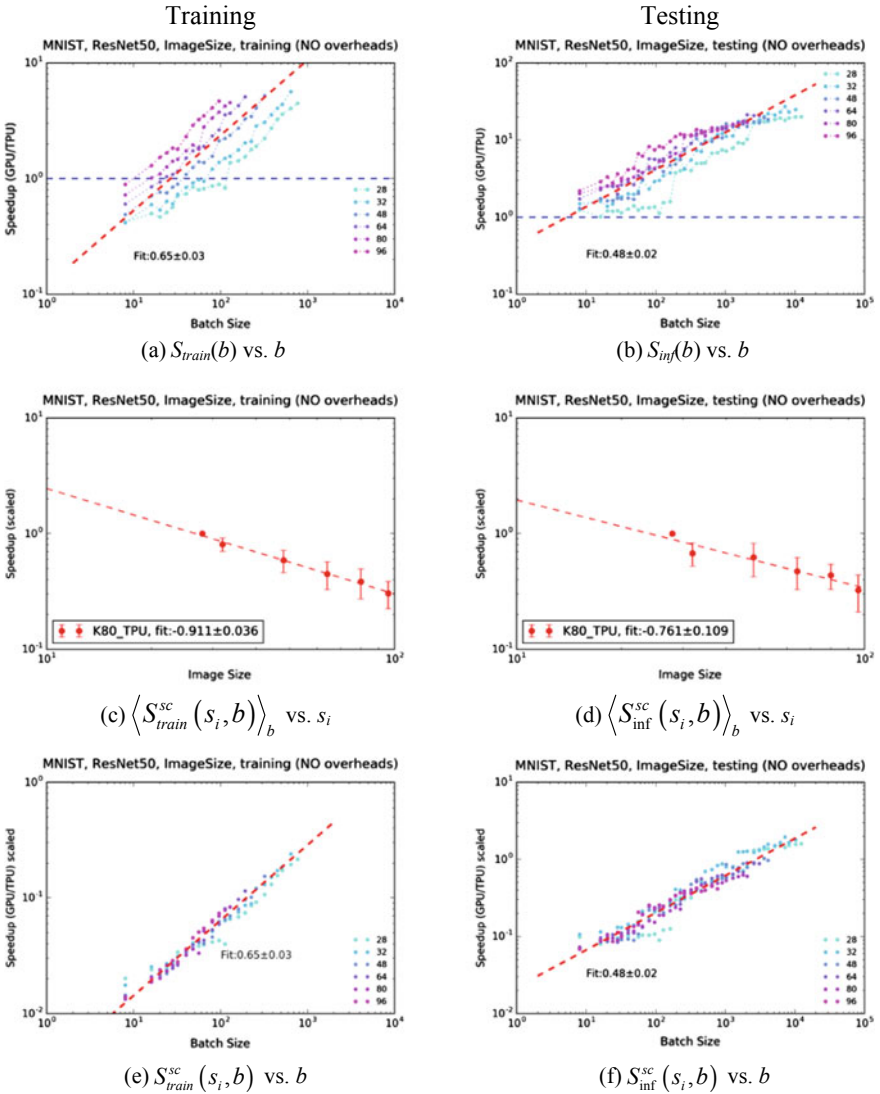 Training
Testing
MNIST, ResNet50, ImageSize, training (NO overheads)
10^1
10^0
10^-1
Speedup (GPU/TPU)
28
32
48
64
80
96
Fit:0.65±0.03
10^0
10^1
10^2
10^3
10^4
Batch Size
(a) S_train(b) vs. b
MNIST, ResNet50, ImageSize, testing (NO overheads)
10^2
10^1
10^0
10^-1
Speedup (GPU/TPU)
28
32
48
64
80
96
Fit:0.48±0.02
10^0
10^1
10^2
10^3
10^4
10^5
Batch Size
(b) S_inf(b) vs. b
MNIST, ResNet50, ImageSize, training (NO overheads)
10^1
10^0
10^-1
Speedup (scaled)
K80_TPU, fit:-0.911±0.036
10^1
10^2
Image Size
(c) ⟨S^sc_train (s_i, b)⟩_b vs. s_i
MNIST, ResNet50, ImageSize, testing (NO overheads)
10^1
10^0
10^-1
Speedup (scaled)
K80_TPU, fit:-0.761±0.109
10^1
10^2
Image Size
(d) ⟨S^sc_inf (s_i, b)⟩_b vs. s_i
MNIST, ResNet50, ImageSize, training (NO overheads)
10^0
10^-1
10^-2
Speedup (GPU/TPU) scaled
Fit:0.65±0.03
28
32
48
64
80
96
10^0
10^1
10^2
10^3
10^4
Batch Size
(e) S^sc_train (s_i, b) vs. b
MNIST, ResNet50, ImageSize, testing (NO overheads)
10^1
10^0
10^-1
10^-2
Speedup (GPU/TPU) scaled
Fit:0.48±0.02
28
32
48
64
80
96
10^0
10^1
10^2
10^3
10^4
10^5
Batch Size
(f) S^sc_inf (s_i, b) vs. b